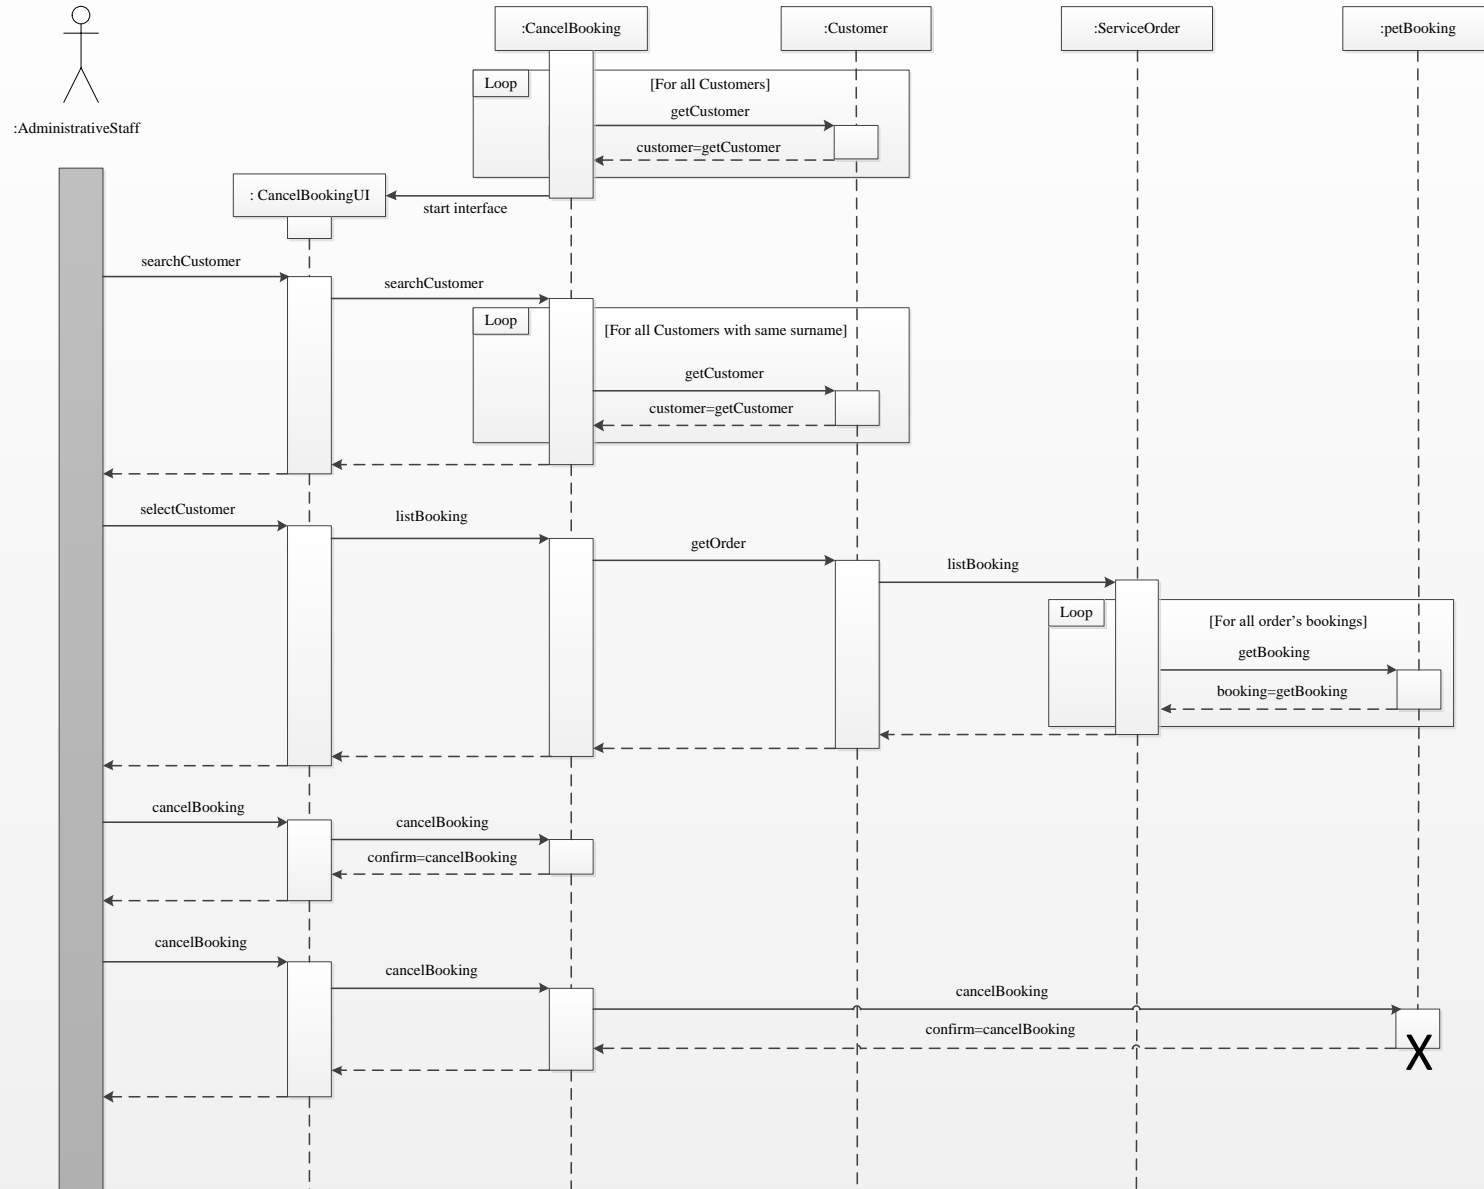 :CancelBooking
:Customer
:ServiceOrder
:petBooking
Loop
[For all Customers]
getCustomer
:AdministrativeStaff
customer=getCustomer
: CancelBookingUI
start interface
searchCustomer
searchCustomer
Loop
[For all Customers with same surname]
getCustomer
customer=getCustomer
selectCustomer
listBooking
getOrder
listBooking
Loop
[For all order’s bookings]
getBooking
booking=getBooking
cancelBooking
cancelBooking
confirm=cancelBooking
cancelBooking
cancelBooking
cancelBooking
confirm=cancelBooking
X